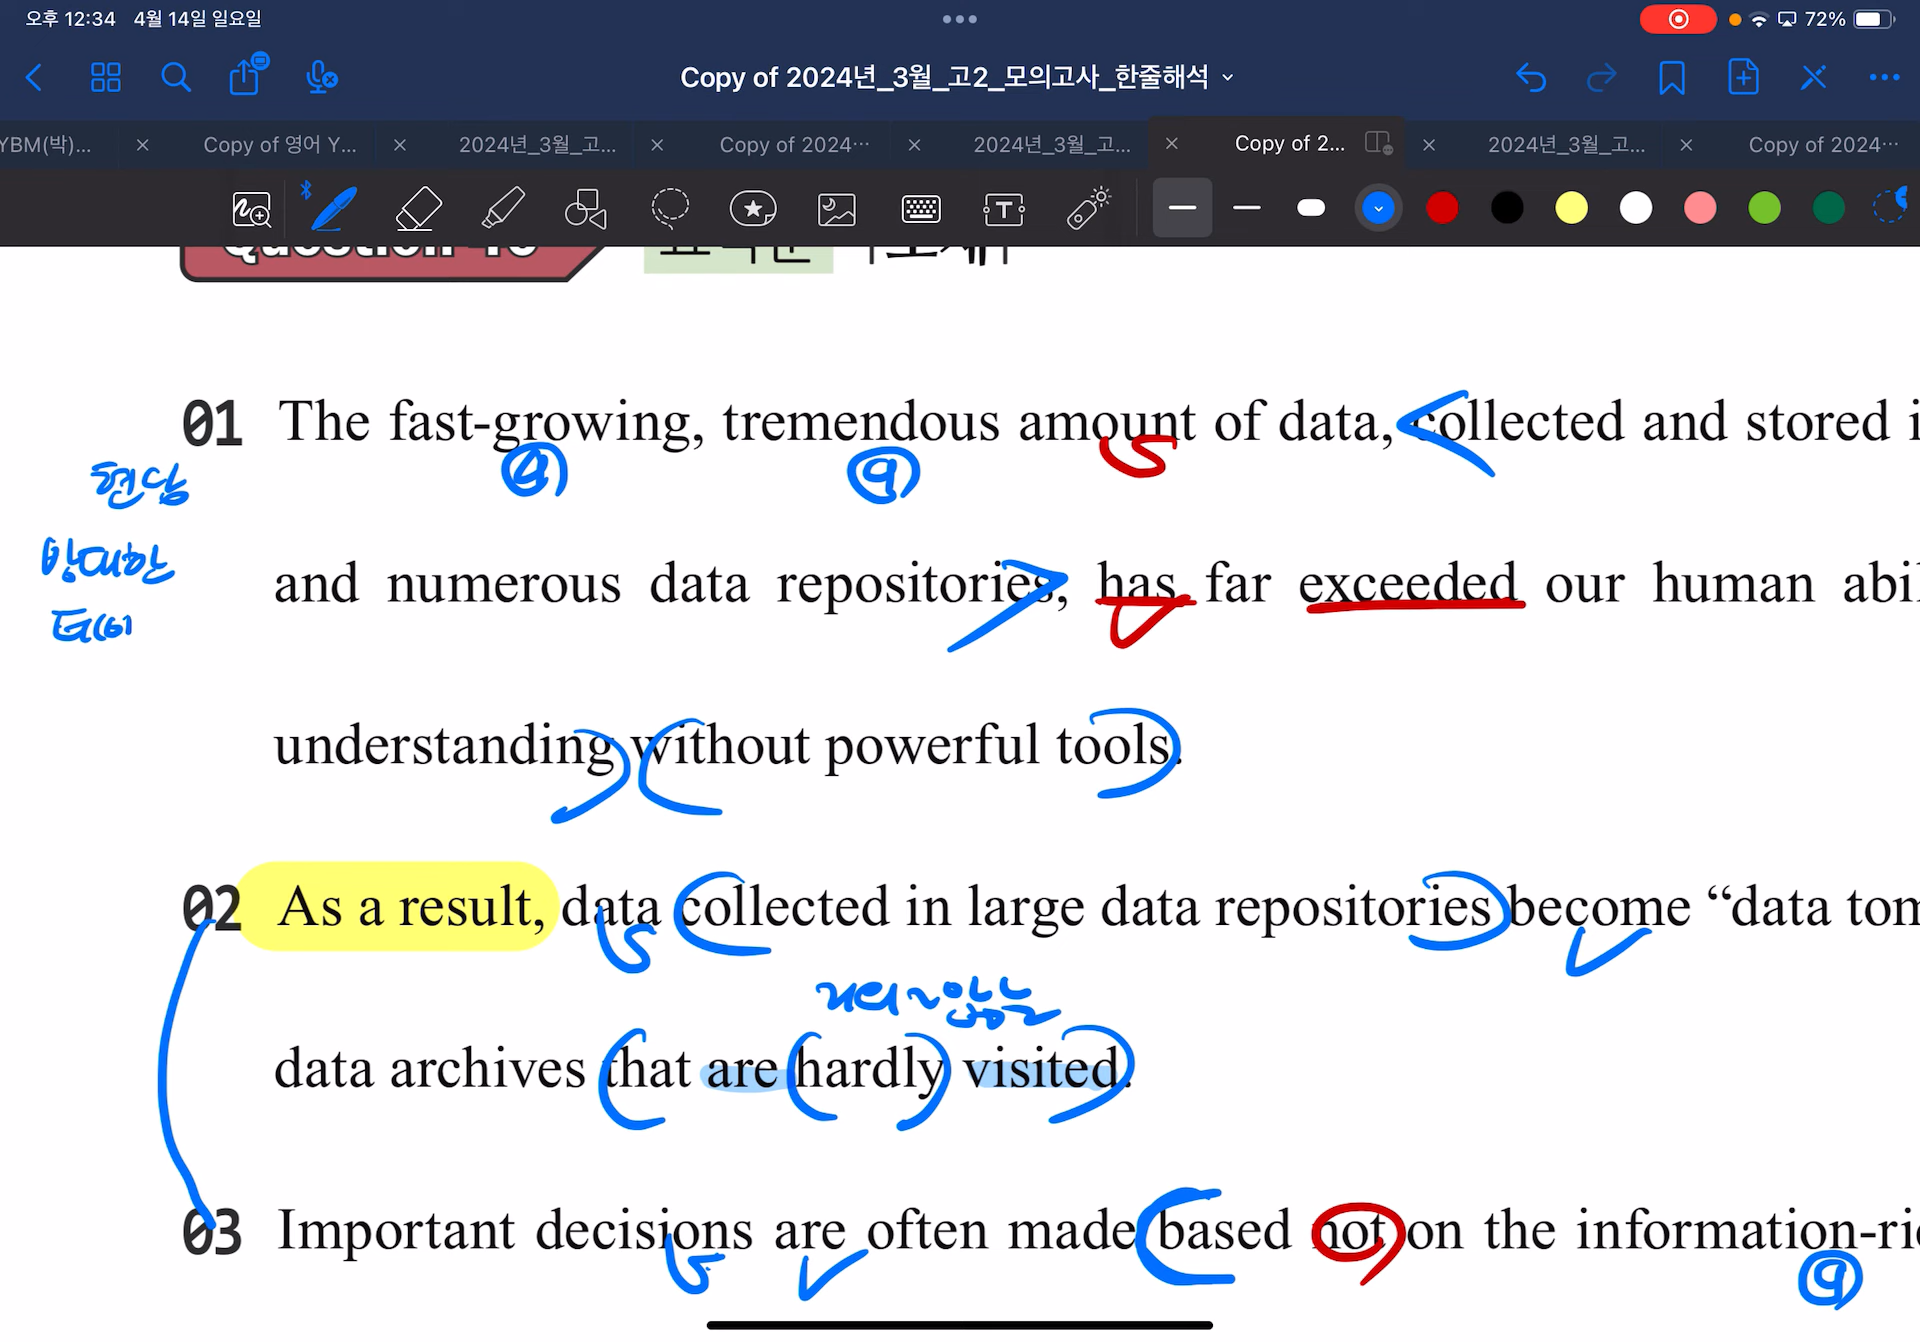 오후 12:34 4월 14일 일요일
72%
Copy of 2024년_3월_고2_모의고사_한줄해석
YBM(박)...
Copy of 영어 Y...
2024년_3월_고...
Copy of 2024...
2024년_3월_고...
Copy of 2...
2024년_3월_고...
Copy of 2024...
Question
01 The fast-growing, tremendous amount of data, collected and stored i
ⓐ ⓐ S
현담
방대한
and numerous data repositories, has far exceeded our human abil
V
understanding without powerful tools.
02 As a result, data collected in large data repositories become “data tom
S V
거의~않는
data archives that are hardly visited.
03 Important decisions are often made based not on the information-ri
S V ⓐ